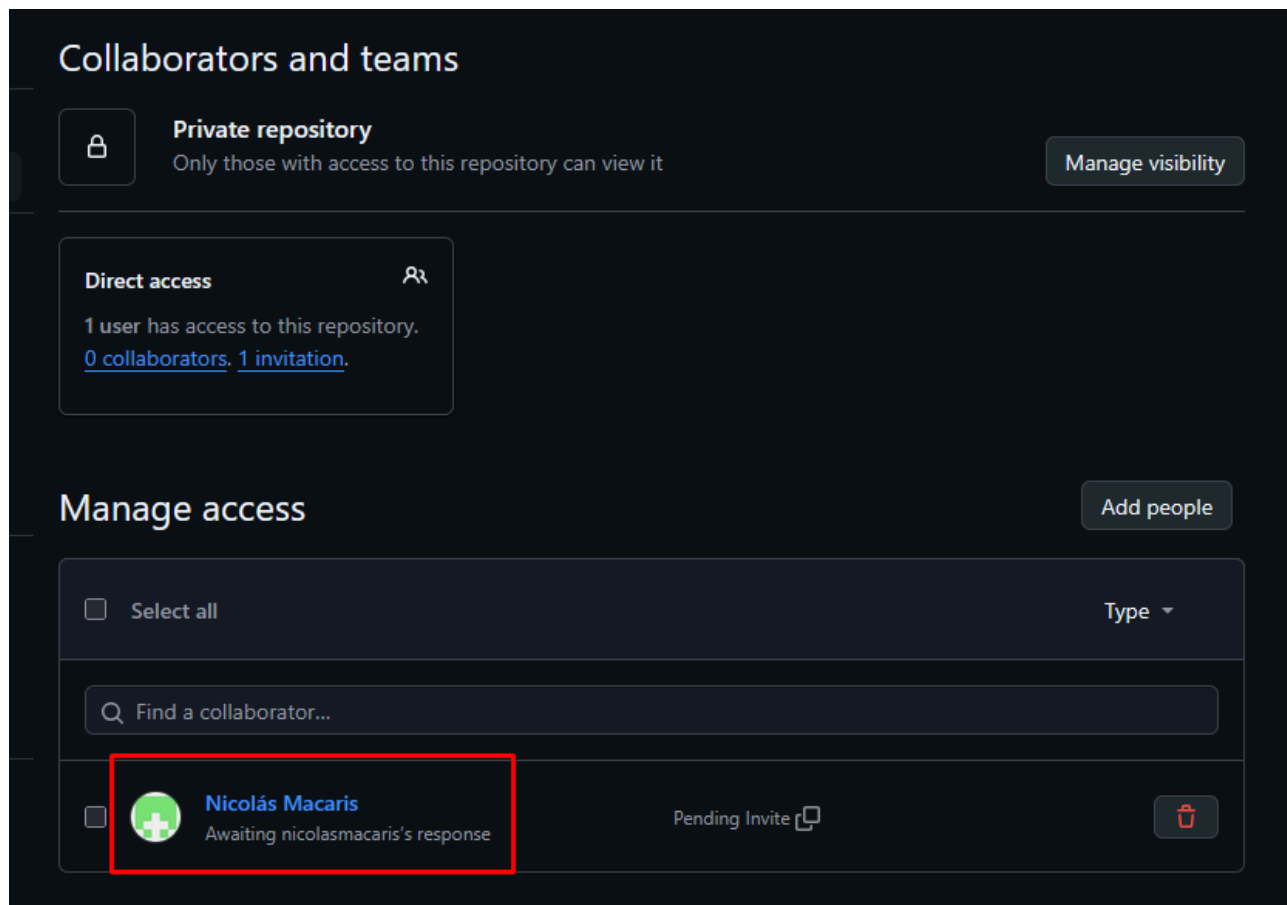 Collaborators and teams
Private repository
Only those with access to this repository can view it
Manage visibility
Direct access
1 user has access to this repository.
0 collaborators. 1 invitation.
Manage access
Add people
Select all
Type
Find a collaborator...
Nicolás Macaris
Awaiting nicolasmacaris's response
Pending Invite